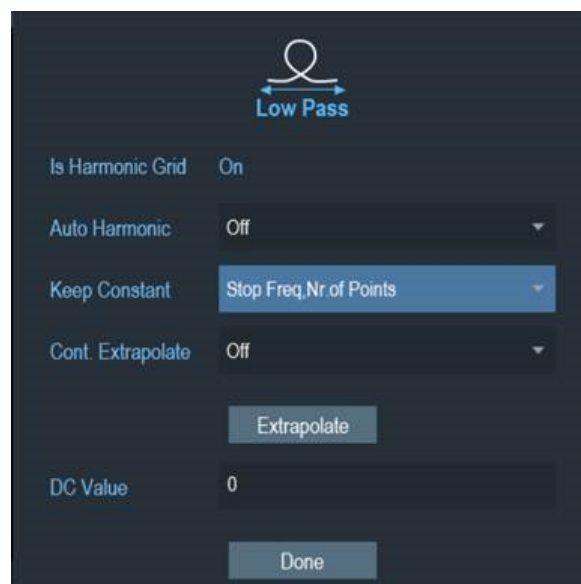 Low Pass
Is Harmonic Grid On
Auto Harmonic Off
Keep Constant Stop Freq,Nr.of Points
Cont. Extrapolate Off
Extrapolate
DC Value 0
Done